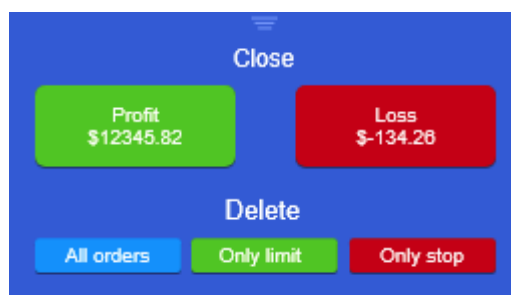 Close
Profit
$12345.82
Loss
$-134.26
Delete
All orders
Only limit
Only stop